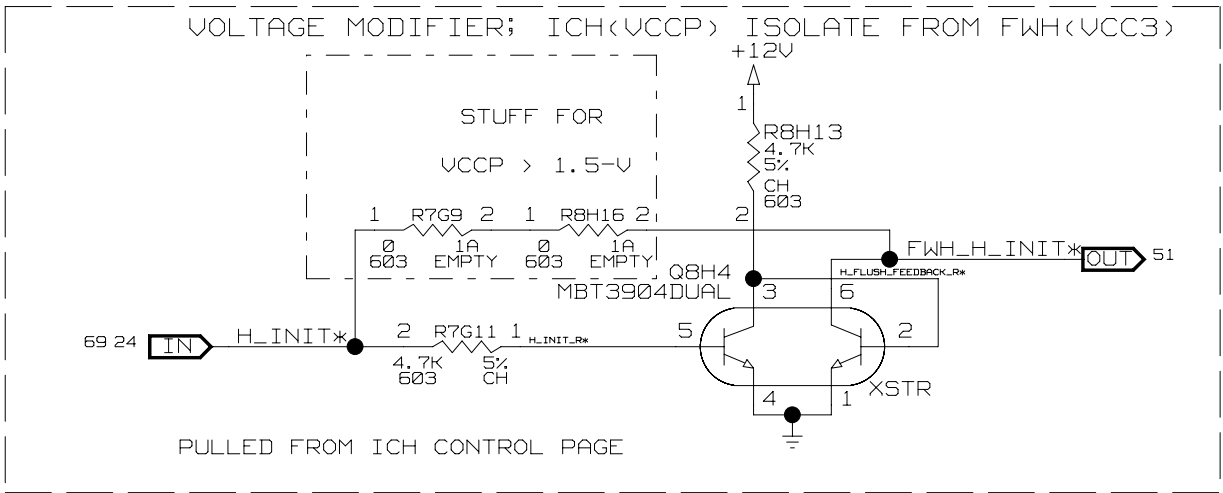 VOLTAGE MODIFIER; ICH(VCCP) ISOLATE FROM FWH(VCC3)
+12V
1
R8H13
4.7K
5%
CH
603
2
STUFF FOR
VCCP > 1.5-V
1 R7G9 2 1 R8H16 2
0 1A 0 1A
603 EMPTY 603 EMPTY
FWH_H_INIT* OUT 51
H_FLUSH_FEEDBACK_R*
Q8H4
MBT3904DUAL 3 6
69 24 IN H_INIT* 2 R7G11 1 H_INIT_R* 5 2
4.7K 5%
603 CH
4 1 XSTR
PULLED FROM ICH CONTROL PAGE